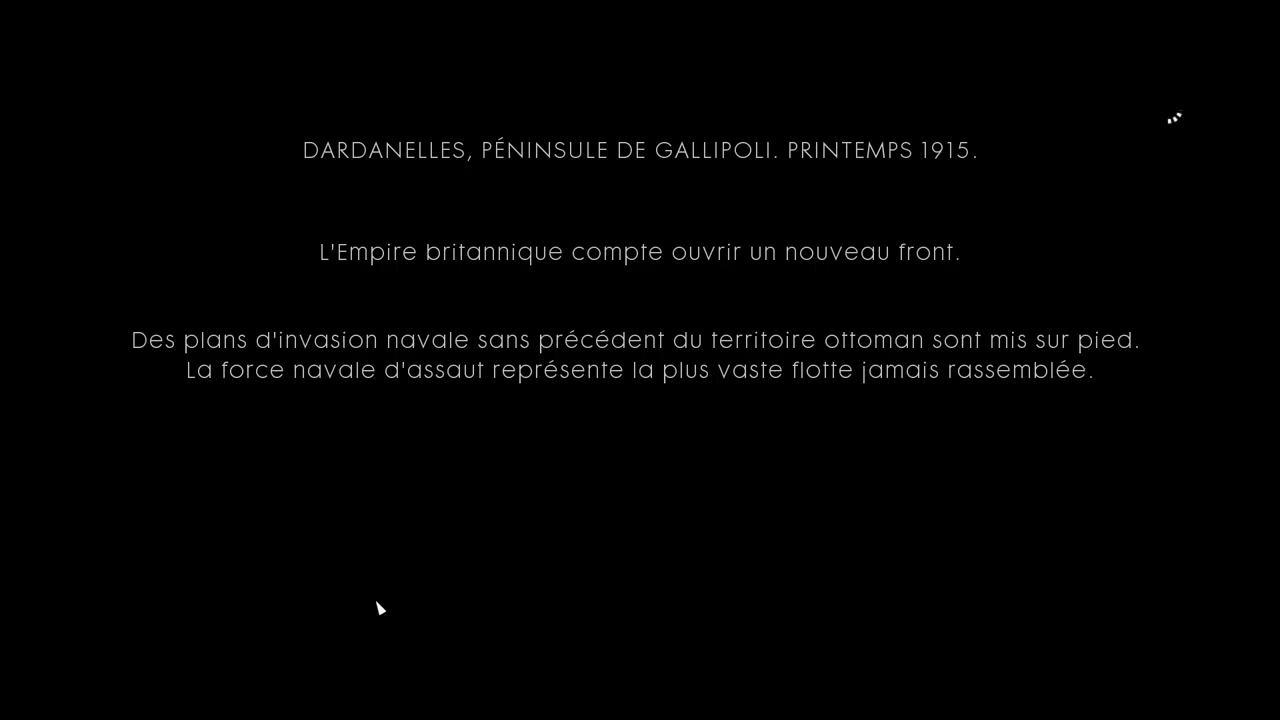 DARDANELLES, PÉNINSULE DE GALLIPOLI. PRINTEMPS 1915.
L'Empire britannique compte ouvrir un nouveau front.
Des plans d'invasion navale sans précédent du territoire ottoman sont mis sur pied.
La force navale d'assaut représente la plus vaste flotte jamais rassemblée.